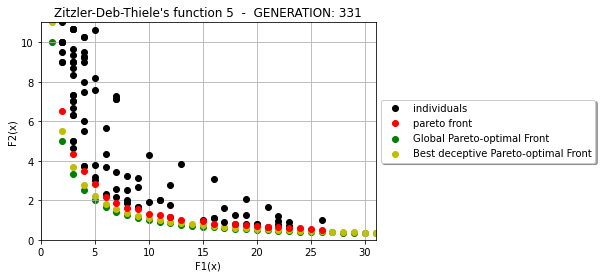 Zitzler-Deb-Thiele's function 5  -  GENERATION: 331
F2(x)
10
8
6
4
2
0
0
5
10
15
20
25
30
F1(x)
individuals
pareto front
Global Pareto-optimal Front
Best deceptive Pareto-optimal Front